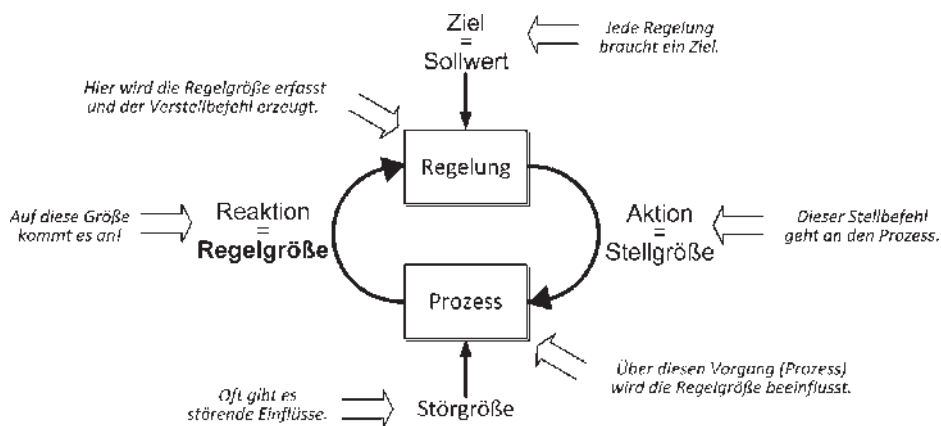 Ziel
=
Sollwert
Jede Regelung
braucht ein Ziel.
Hier wird die Regelgröße erfasst
und der Verstellbefehl erzeugt.
Regelung
Auf diese Größe
kommt es an!
Reaktion
=
Regelgröße
Aktion
=
Stellgröße
Dieser Stellbefehl
geht an den Prozess.
Prozess
Über diesen Vorgang (Prozess)
wird die Regelgröße beeinflusst.
Oft gibt es
störende Einflüsse.
Störgröße